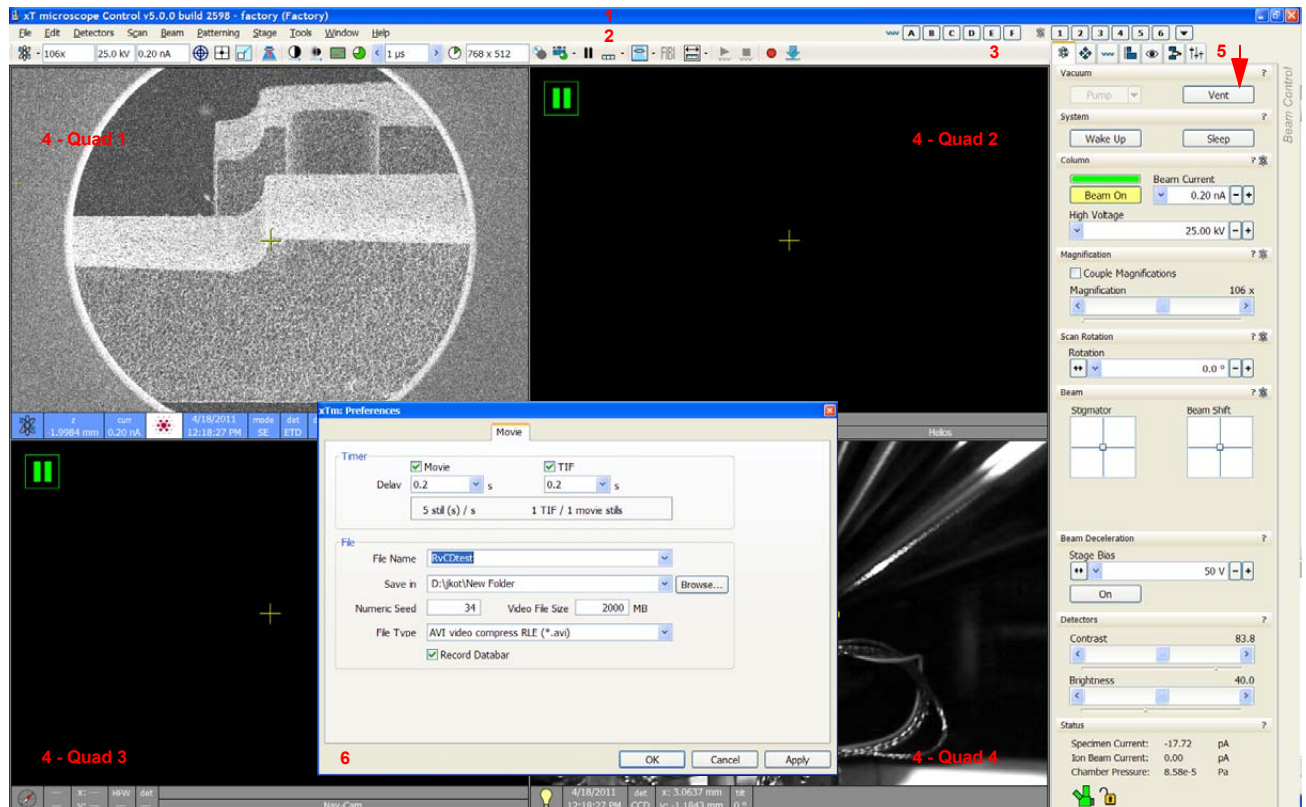 xT microscope Control v5.0.0 build 2598 - factory (Factory)
1
File Edit Detectors Scan Beam Patterning Stage Tools Window Help
2
A B C D E F
1 2 3 4 5 6
106x 25.0 kV 0.20 nA 1 µs 768 x 512 FIB
3
5
Beam Control
Vacuum ?
Pump Vent
System ?
Wake Up Sleep
Column ?
Beam Current
Beam On 0.20 nA - +
High Voltage
25.00 kV - +
Magnification ?
Couple Magnifications
Magnification 106 x
Scan Rotation ?
Rotation
0.0 ° - +
Beam ?
Stigmator Beam Shift
Beam Deceleration ?
Stage Bias
50 V - +
On
Detectors ?
Contrast 83.8
Brightness 40.0
Status ?
Specimen Current: -17.72 pA
Ion Beam Current: 0.00 pA
Chamber Pressure: 8.58e-5 Pa
4 - Quad 1
4 - Quad 2
z curr 4/18/2011 mode det
-1.9984 mm 0.20 nA 12:18:27 PM SE ETD
Helios
xTm: Preferences
Movie
Timer
Movie TIF
Delay 0.2 s 0.2 s
5 still (s) / s 1 TIF / 1 movie stills
File
File Name RvCDtest
Save in D:\jkot\New Folder Browse...
Numeric Seed 34 Video File Size 2000 MB
File Type AVI video compress RLE (*.avi)
Record Databar
6
OK Cancel Apply
4 - Quad 3
4 - Quad 4
x: — HFW det
y: —
Nav-Cam
4/18/2011 det x: 3.0637 mm tilt
12:18:27 PM CCD y: -1.1843 mm 0 °